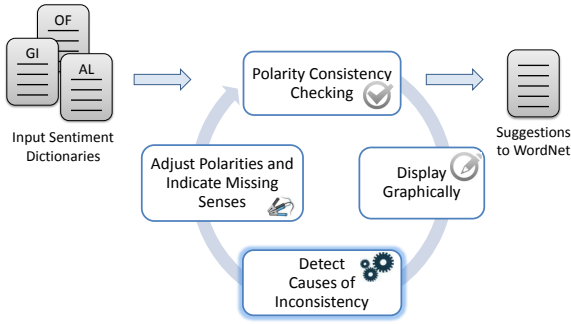 OF
GI
AL
Input Sentiment
Dictionaries
Polarity Consistency
Checking
Suggestions
to WordNet
Display
Graphically
Detect
Causes of
Inconsistency
Adjust Polarities and
Indicate Missing
Senses